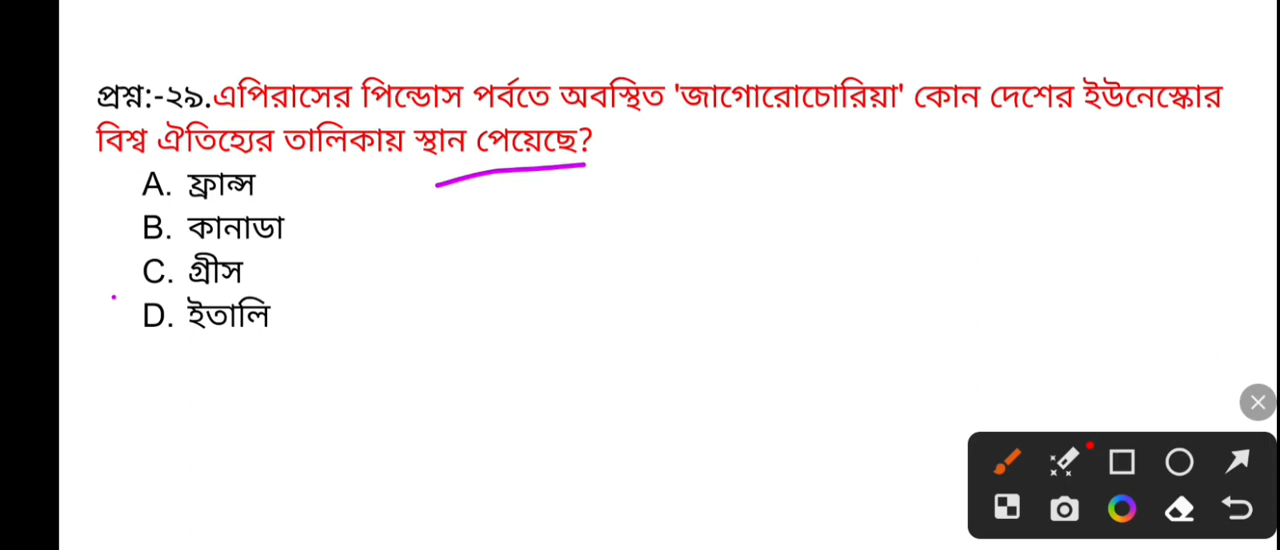 প্রশ্ন:-২৯.এপিরাসের পিন্ডোস পর্বতে অবস্থিত 'জাগোরোচোরিয়া' কোন দেশের ইউনেস্কোর
বিশ্ব ঐতিহ্যের তালিকায় স্থান পেয়েছে?
A. ফ্রান্স
B. কানাডা
C. গ্রীস
D. ইতালি